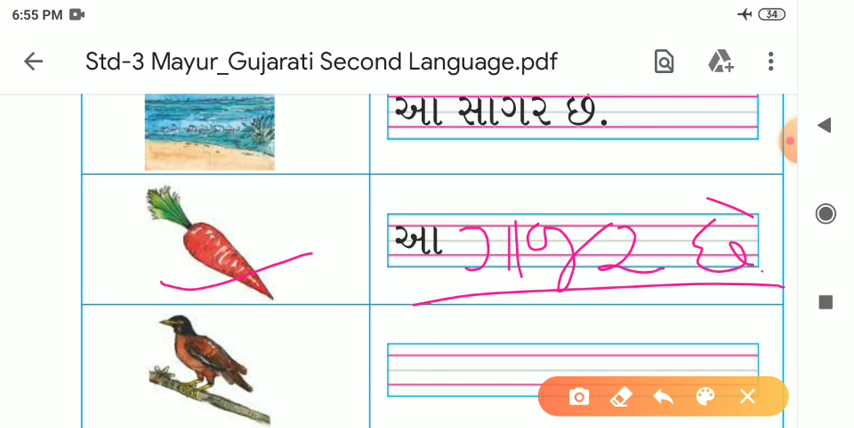 6:55 PM 34
Std-3 Mayur_Gujarati Second Language.pdf
આ સાગર છે.
આ ગાજર છે.